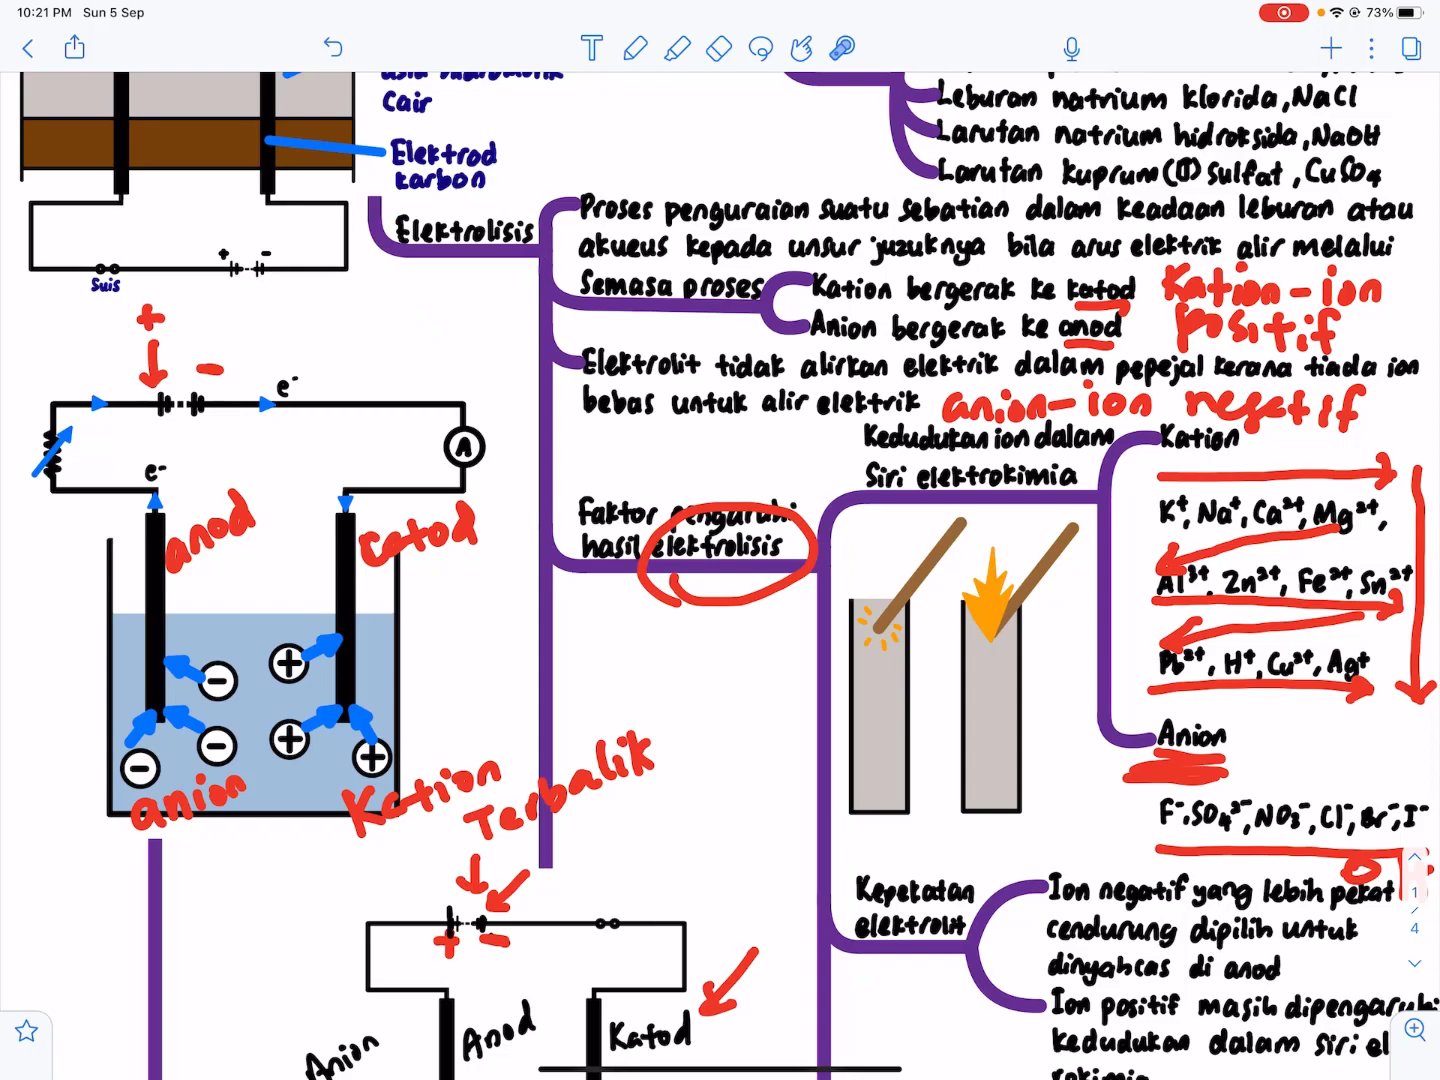 10:21 PM Sun 5 Sep
73%
Cair
Elektrod
karbon
+ -
Suis
Leburan natrium klorida, NaCl
Larutan natrium hidroksida, NaOH
Larutan kuprum (II) sulfat, CuSO₄
Elektrolisis
Proses penguraian suatu sebatian dalam keadaan leburan atau
akueus kepada unsur juzuknya bila arus elektrik alir melalui
Semasa proses
Kation bergerak ke katod
Anion bergerak ke anod
Kation-ion
positif
Elektrolit tidak alirkan elektrik dalam pepejal kerana tiada ion
bebas untuk alir elektrik
anion-ion negatif
+
-
e⁻
A
e⁻
anod
catod
- + - + - +
anion
Kation
Faktor pengaruhi
hasil elektrolisis
Kedudukan ion dalam
Siri elektrokimia
Kation
K⁺, Na⁺, Ca²⁺, Mg²⁺,
Al³⁺, Zn²⁺, Fe²⁺, Sn²⁺
Pb²⁺, H⁺, Cu²⁺, Ag⁺
Anion
F⁻, SO₄²⁻, NO₃⁻, Cl⁻, Br⁻, I⁻
Terbalik
+ -
Anion
Anod
Katod
Kepekatan
elektrolit
Ion negatif yang lebih pekat
cendurung dipilih untuk
dinyahcas di anod
Ion positif masih dipengaruhi
kedudukan dalam siri el
1
/
4